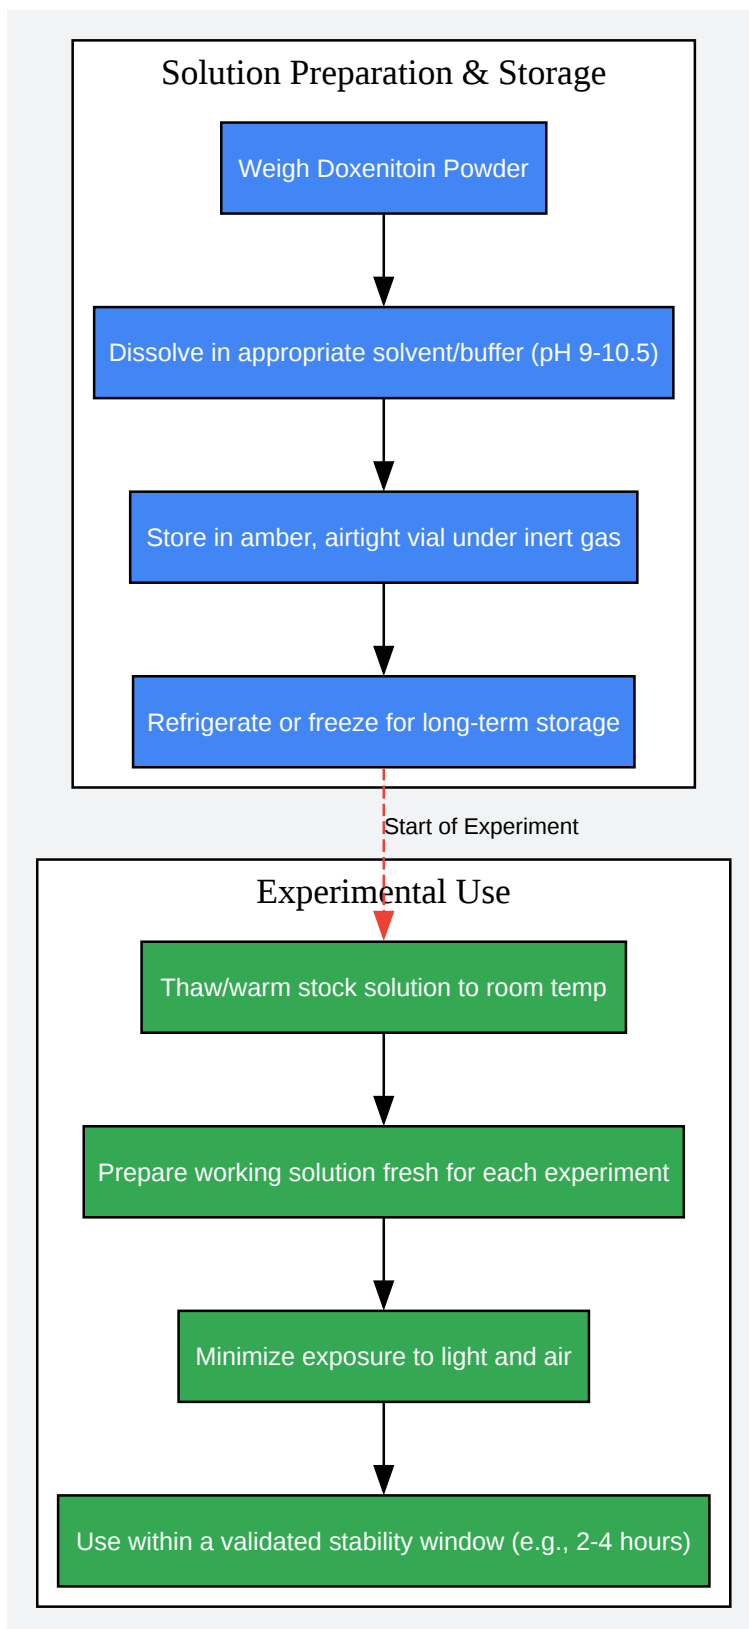 Solution Preparation & Storage
Weigh Doxenitoin Powder
Dissolve in appropriate solvent/buffer (pH 9-10.5)
Store in amber, airtight vial under inert gas
Refrigerate or freeze for long-term storage
Start of Experiment
Experimental Use
Thaw/warm stock solution to room temp
Prepare working solution fresh for each experiment
Minimize exposure to light and air
Use within a validated stability window (e.g., 2-4 hours)